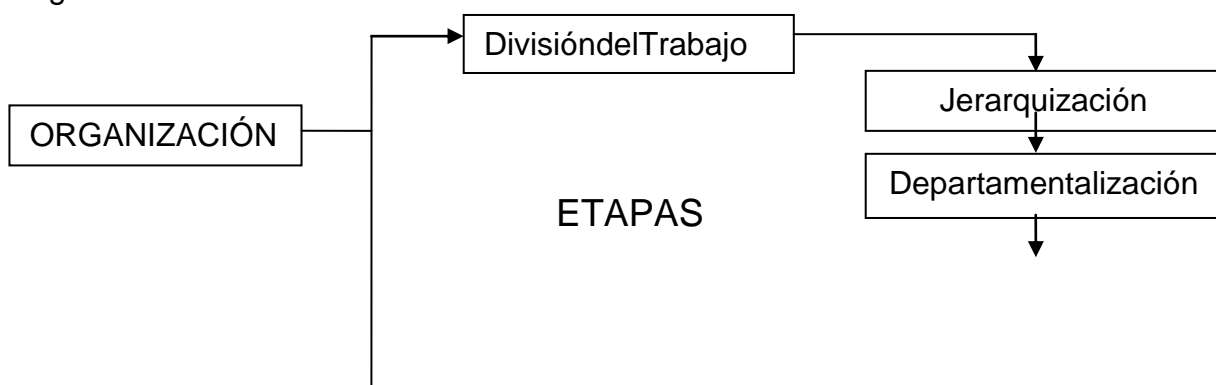 DivisióndelTrabajo
Jerarquización
ORGANIZACIÓN
Departamentalización
ETAPAS